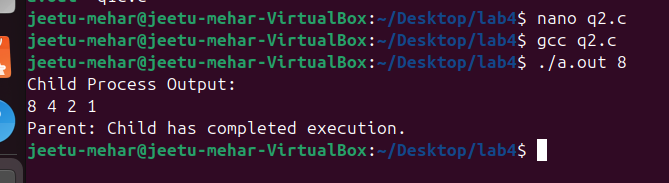 jeetu-mehar@jeetu-mehar-VirtualBox:~/Desktop/lab4$ nano q2.c
jeetu-mehar@jeetu-mehar-VirtualBox:~/Desktop/lab4$ gcc q2.c
jeetu-mehar@jeetu-mehar-VirtualBox:~/Desktop/lab4$ ./a.out 8
Child Process Output:
8 4 2 1
Parent: Child has completed execution.
jeetu-mehar@jeetu-mehar-VirtualBox:~/Desktop/lab4$